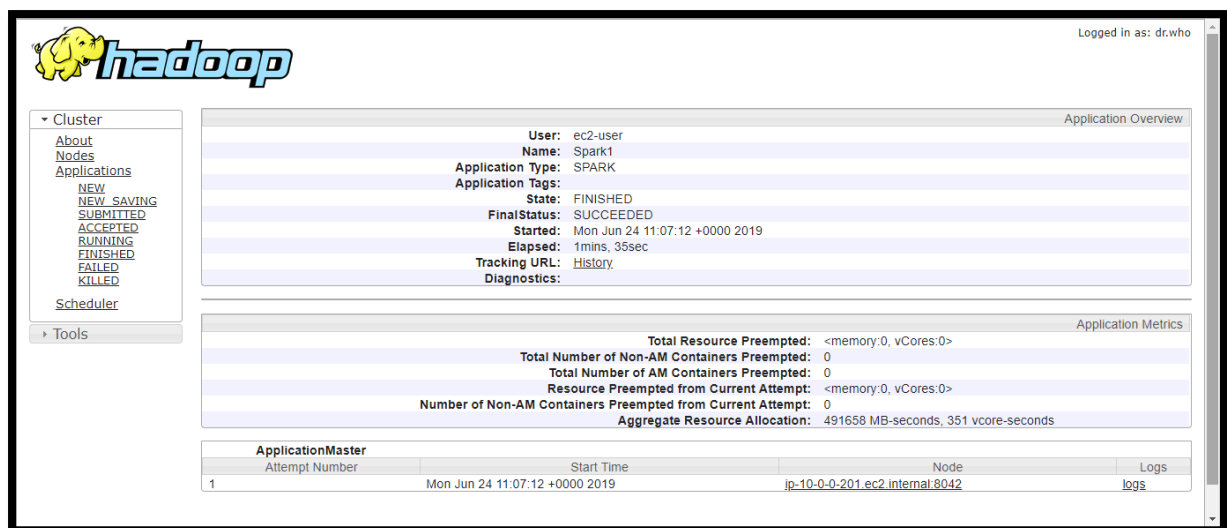 hadoop
Logged in as: dr.who
Cluster
About
Nodes
Applications
NEW
NEW_SAVING
SUBMITTED
ACCEPTED
RUNNING
FINISHED
FAILED
KILLED
Scheduler
Tools
Application Overview
User: ec2-user
Name: Spark1
Application Type: SPARK
Application Tags:
State: FINISHED
FinalStatus: SUCCEEDED
Started: Mon Jun 24 11:07:12 +0000 2019
Elapsed: 1mins, 35sec
Tracking URL: History
Diagnostics:
Application Metrics
Total Resource Preempted: <memory:0, vCores:0>
Total Number of Non-AM Containers Preempted: 0
Total Number of AM Containers Preempted: 0
Resource Preempted from Current Attempt: <memory:0, vCores:0>
Number of Non-AM Containers Preempted from Current Attempt: 0
Aggregate Resource Allocation: 491658 MB-seconds, 351 vcore-seconds
ApplicationMaster
Attempt Number Start Time Node Logs
1 Mon Jun 24 11:07:12 +0000 2019 ip-10-0-0-201.ec2.internal:8042 logs